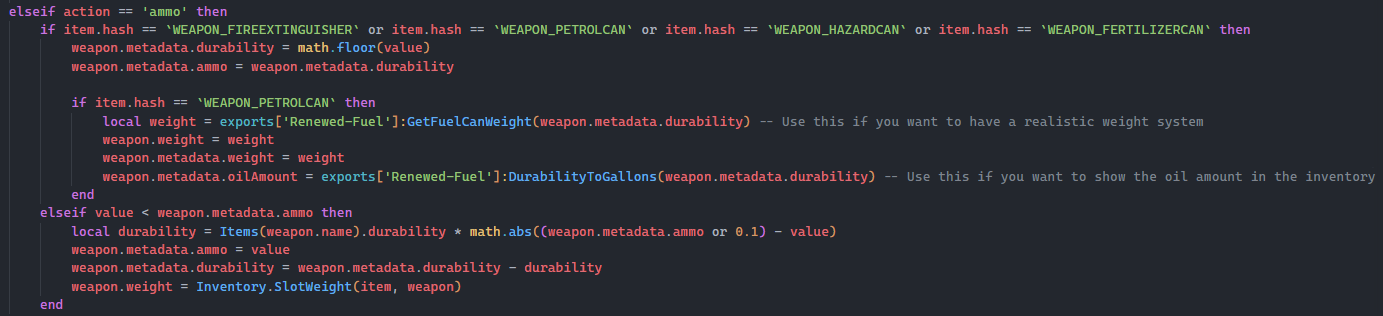 elseif action == 'ammo' then
if item.hash == `WEAPON_FIREEXTINGUISHER` or item.hash == `WEAPON_PETROLCAN` or item.hash == `WEAPON_HAZARDCAN` or item.hash == `WEAPON_FERTILIZERCAN` then
weapon.metadata.durability = math.floor(value)
weapon.metadata.ammo = weapon.metadata.durability
if item.hash == `WEAPON_PETROLCAN` then
local weight = exports['Renewed-Fuel']:GetFuelCanWeight(weapon.metadata.durability) -- Use this if you want to have a realistic weight system
weapon.weight = weight
weapon.metadata.weight = weight
weapon.metadata.oilAmount = exports['Renewed-Fuel']:DurabilityToGallons(weapon.metadata.durability) -- Use this if you want to show the oil amount in the inventory
end
elseif value < weapon.metadata.ammo then
local durability = Items(weapon.name).durability * math.abs((weapon.metadata.ammo or 0.1) - value)
weapon.metadata.ammo = value
weapon.metadata.durability = weapon.metadata.durability - durability
weapon.weight = Inventory.SlotWeight(item, weapon)
end